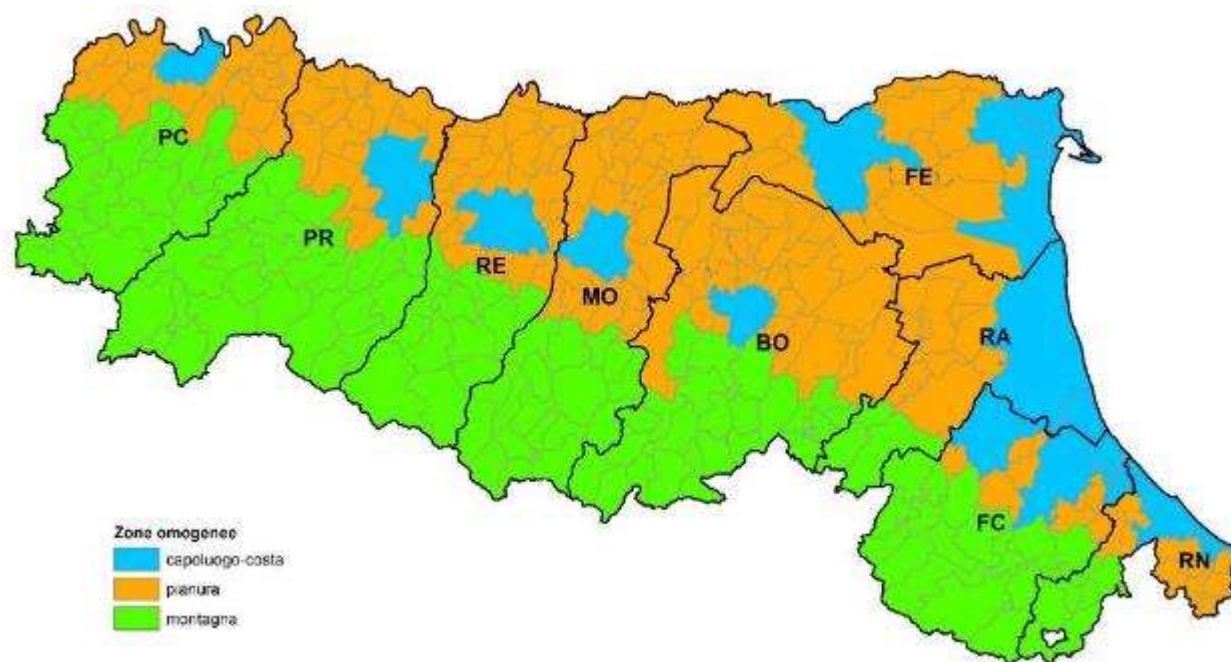 PC
FE
PR
RE
MO
RA
BO
FC
RN
Zone omogenee
capoluogo-costa
pianura
montagna